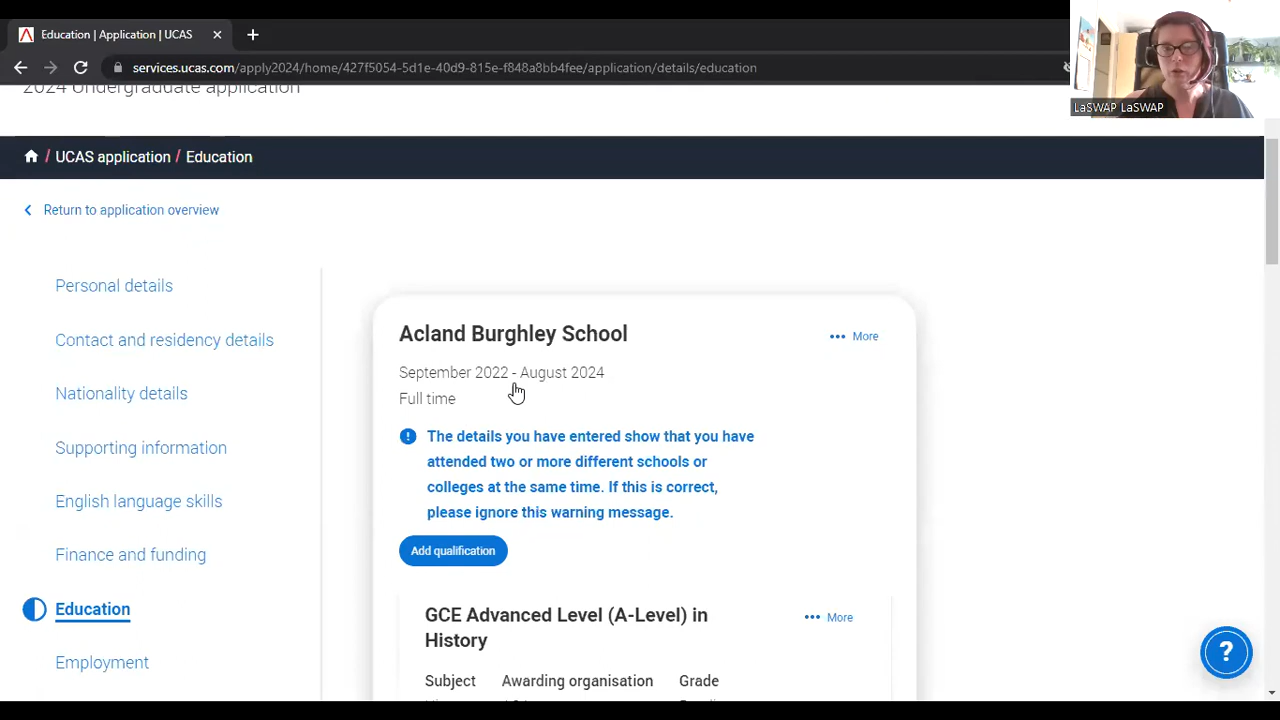 Education | Application | UCAS
services.ucas.com/apply2024/home/427f5054-5d1e-40d9-815e-f848a8bb4fee/application/details/education
LaSWAP LaSWAP
2024 Undergraduate application
/ UCAS application / Education
Return to application overview
Personal details
Contact and residency details
Nationality details
Supporting information
English language skills
Finance and funding
Education
Employment
Acland Burghley School
••• More
September 2022 - August 2024
Full time
The details you have entered show that you have
attended two or more different schools or
colleges at the same time. If this is correct,
please ignore this warning message.
Add qualification
GCE Advanced Level (A-Level) in
History
••• More
Subject Awarding organisation Grade
?